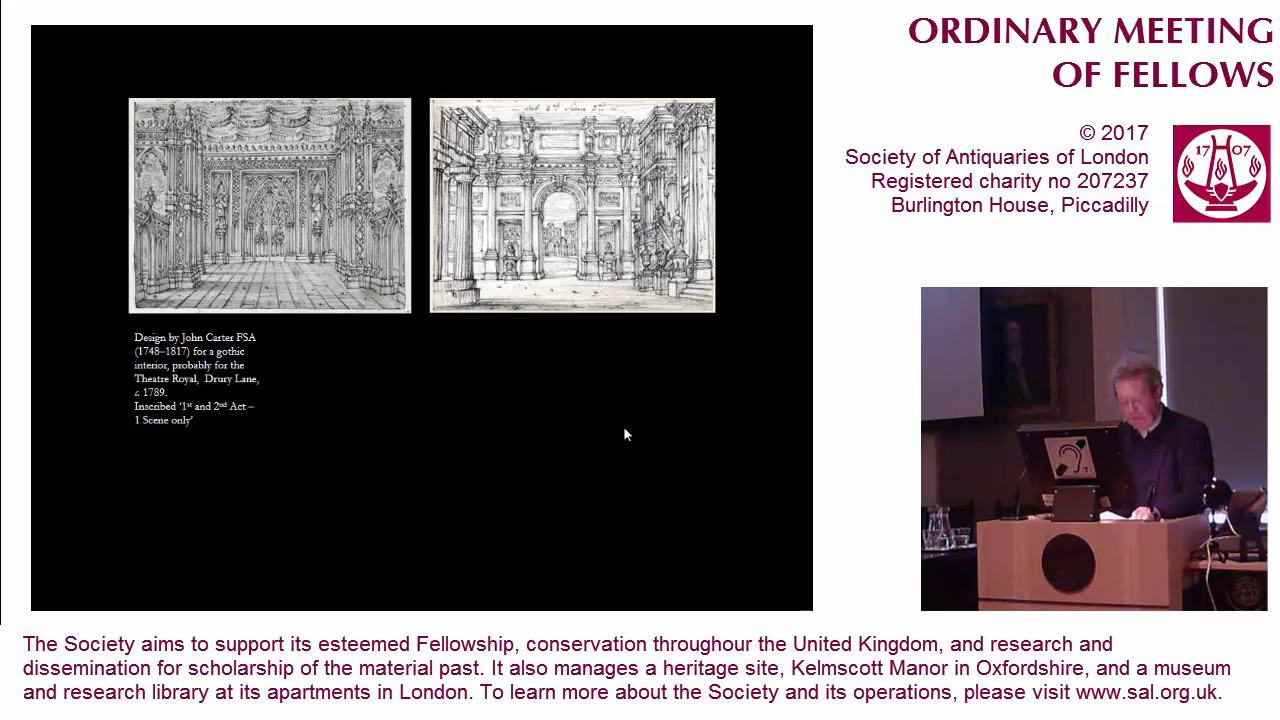 ORDINARY MEETING
OF FELLOWS
© 2017
Society of Antiquaries of London
Registered charity no 207237
Burlington House, Piccadilly
17 07
Act 2nd Scene 2nd
Design by John Carter FSA
(1748–1817) for a gothic
interior, probably for the
Theatre Royal, Drury Lane,
c. 1789.
Inscribed ‘1st and 2nd Act –
1 Scene only’
T
The Society aims to support its esteemed Fellowship, conservation throughour the United Kingdom, and research and
dissemination for scholarship of the material past. It also manages a heritage site, Kelmscott Manor in Oxfordshire, and a museum
and research library at its apartments in London. To learn more about the Society and its operations, please visit www.sal.org.uk.